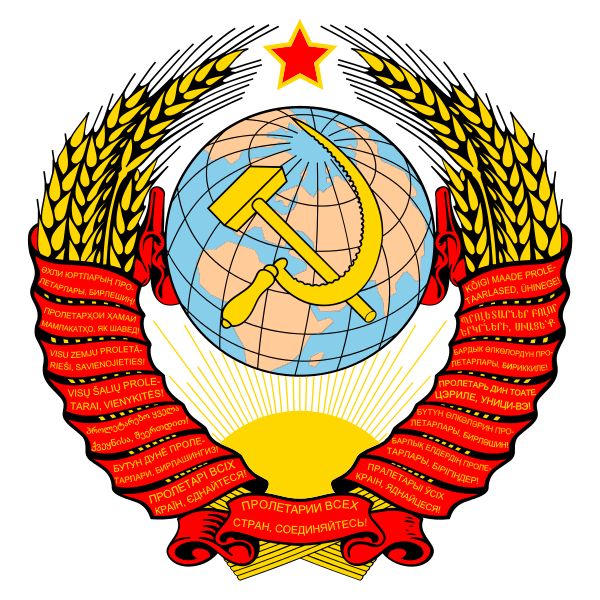 ӘХЛИ ЮРТЛАРЫҢ ПРО-
ЛЕТАРЛАРЫ, БИРЛЕШИҢ!
ПРОЛЕТАРҲОИ ҲАМАИ
МАМЛАКАТҲО, ЯК ШАВЕД!
VISU ZEMJU PROLETĀ-
RIEŠI, SAVIENOJIETIES!
VISŲ ŠALIŲ PROLE-
TARAI, VIENYKITĖS!
პროლეტარებო ყველა
ქვეყნისა, შეერთდით!
БУТУН ДУНЁ ПРОЛЕ-
ТАРЛАРИ, БИРЛАШИНГИЗ!
ПРОЛЕТАРІ ВСІХ
КРАЇН, ЄДНАЙТЕСЯ!
ПРОЛЕТАРИИ ВСЕХ
СТРАН, СОЕДИНЯЙТЕСЬ!
KÕIGI MAADE PROLE-
TAARLASED, ÜHINEGE!
ՊՐՈԼԵՏԱՐՆԵՐ ԲՈԼՈՐ
ԵՐԿՐՆԵՐԻ, ՄԻԱՑԵ՛Ք
БАРДЫК ӨЛКӨЛӨРДҮН ПРО-
ЛЕТАРЛАРЫ, БИРИККИЛЕ!
ПРОЛЕТАРЬ ДИН ТОАТЕ
ЦЭРИЛЕ, УНИЦИ-ВЭ!
БҮТҮН ӨЛКӘЛӘРИН ПРО-
ЛЕТАРЛАРЫ, БИРЛӘШИН!
БАРЛЫҚ ЕЛДЕРДІҢ ПРОЛЕ-
ТАРЛАРЫ, БІРІГІҢДЕР!
ПРАЛЕТАРЫІ ЎСІХ
КРАІН, ЯДНАЙЦЕСЯ!